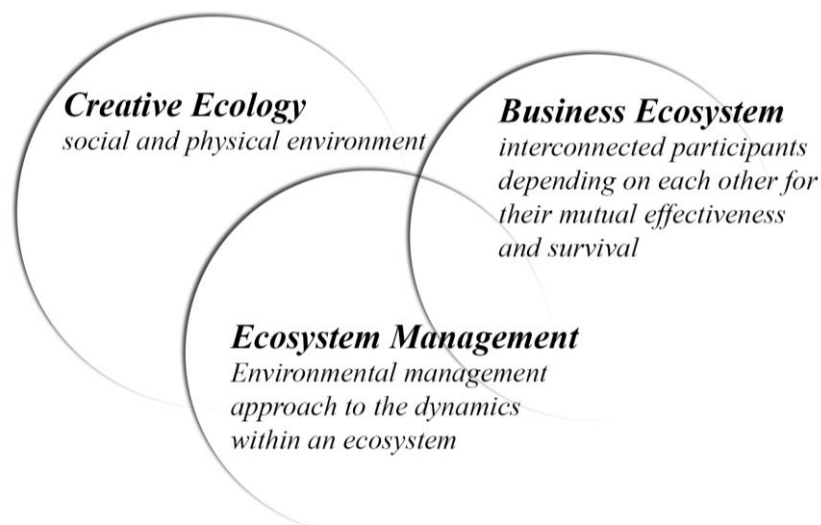 Creative Ecology
social and physical environment
Business Ecosystem
interconnected participants
depending on each other for
their mutual effectiveness
and survival
Ecosystem Management
Environmental management
approach to the dynamics
within an ecosystem